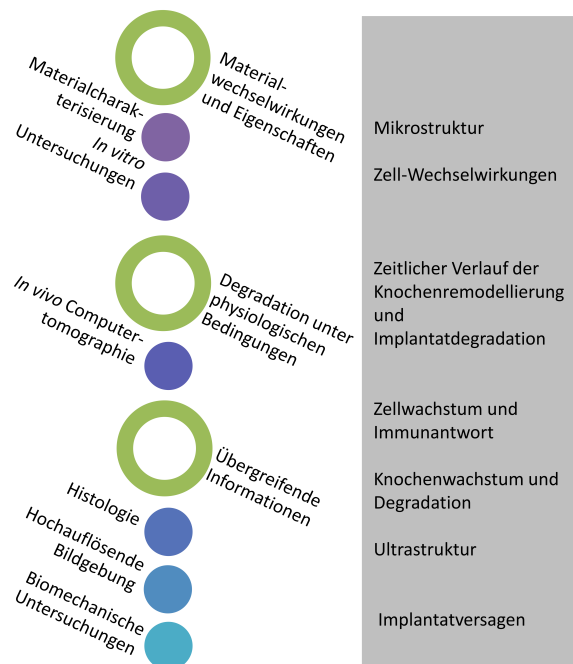 Material-
wechselwirkungen
und Eigenschaften
Materialcharak-
terisierung
In vitro
Untersuchungen
Mikrostruktur
Zell-Wechselwirkungen
Degradation unter
physiologischen
Bedingungen
In vivo Computer-
tomographie
Zeitlicher Verlauf der
Knochenremodellierung
und
Implantatdegradation
Übergreifende
Informationen
Histologie
Hochauflösende
Bildgebung
Biomechanische
Untersuchungen
Zellwachstum und
Immunantwort
Knochenwachstum und
Degradation
Ultrastruktur
Implantatversagen